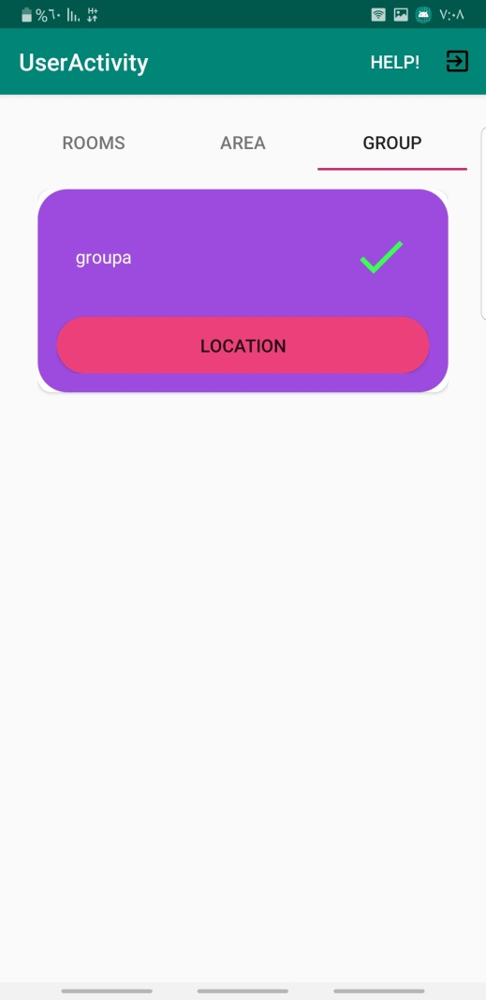 %٦٠ H+ ٧:٠٨
UserActivity HELP!
ROOMS AREA GROUP
groupa
LOCATION